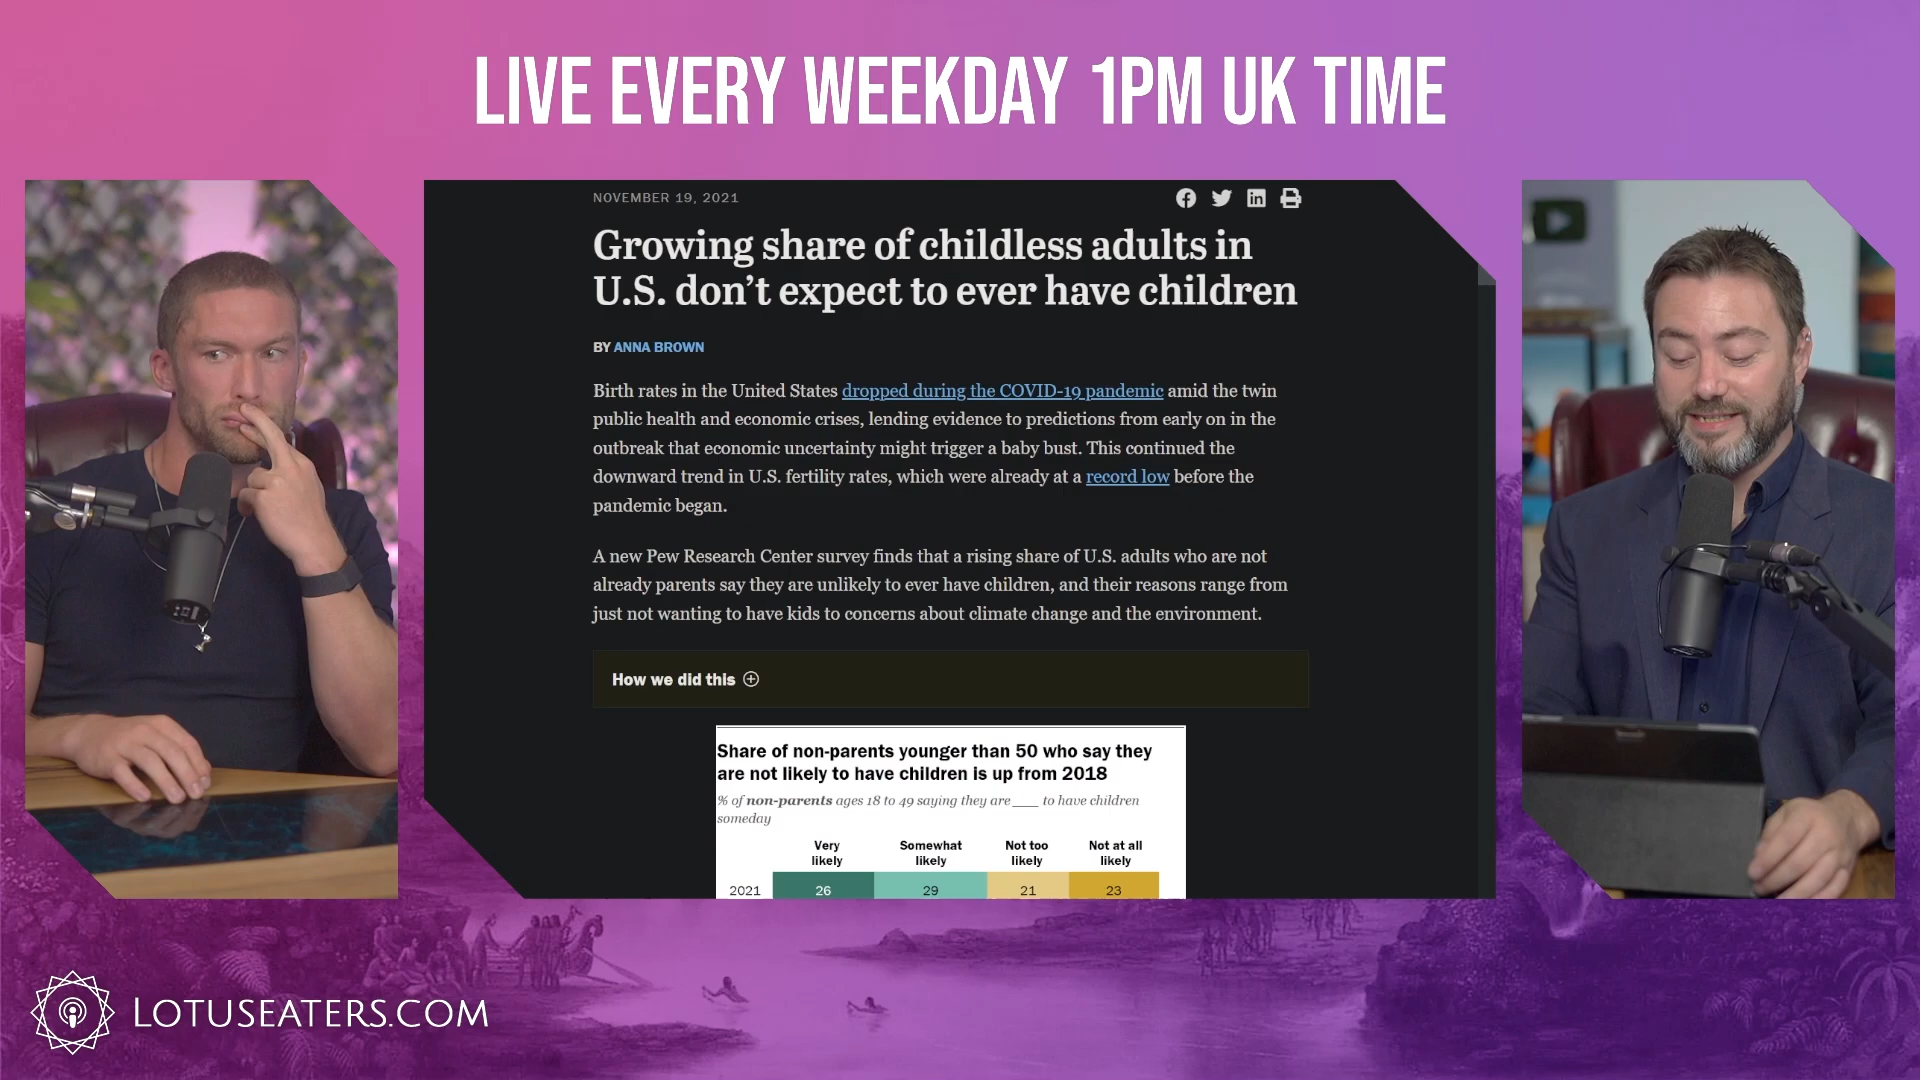 LIVE EVERY WEEKDAY 1PM UK TIME
NOVEMBER 19, 2021
Growing share of childless adults in
U.S. don’t expect to ever have children
BY ANNA BROWN
Birth rates in the United States dropped during the COVID-19 pandemic amid the twin
public health and economic crises, lending evidence to predictions from early on in the
outbreak that economic uncertainty might trigger a baby bust. This continued the
downward trend in U.S. fertility rates, which were already at a record low before the
pandemic began.
A new Pew Research Center survey finds that a rising share of U.S. adults who are not
already parents say they are unlikely to ever have children, and their reasons range from
just not wanting to have kids to concerns about climate change and the environment.
How we did this
Share of non-parents younger than 50 who say they
are not likely to have children is up from 2018
% of non-parents ages 18 to 49 saying they are ___ to have children
someday
Very likely
Somewhat likely
Not too likely
Not at all likely
2021 26 29 21 23
LOTUSEATERS.COM